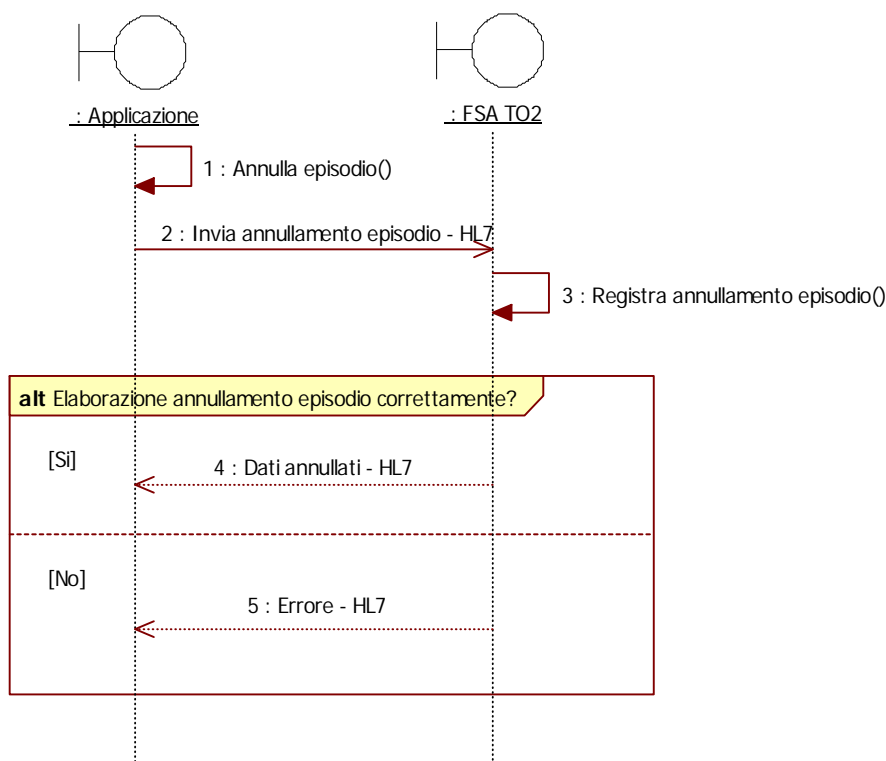 : Applicazione
: FSA TO2
1 : Annulla episodio()
2 : Invia annullamento episodio - HL7
3 : Registra annullamento episodio()
alt Elaborazione annullamento episodio correttamente?
[Si]
4 : Dati annullati - HL7
[No]
5 : Errore - HL7